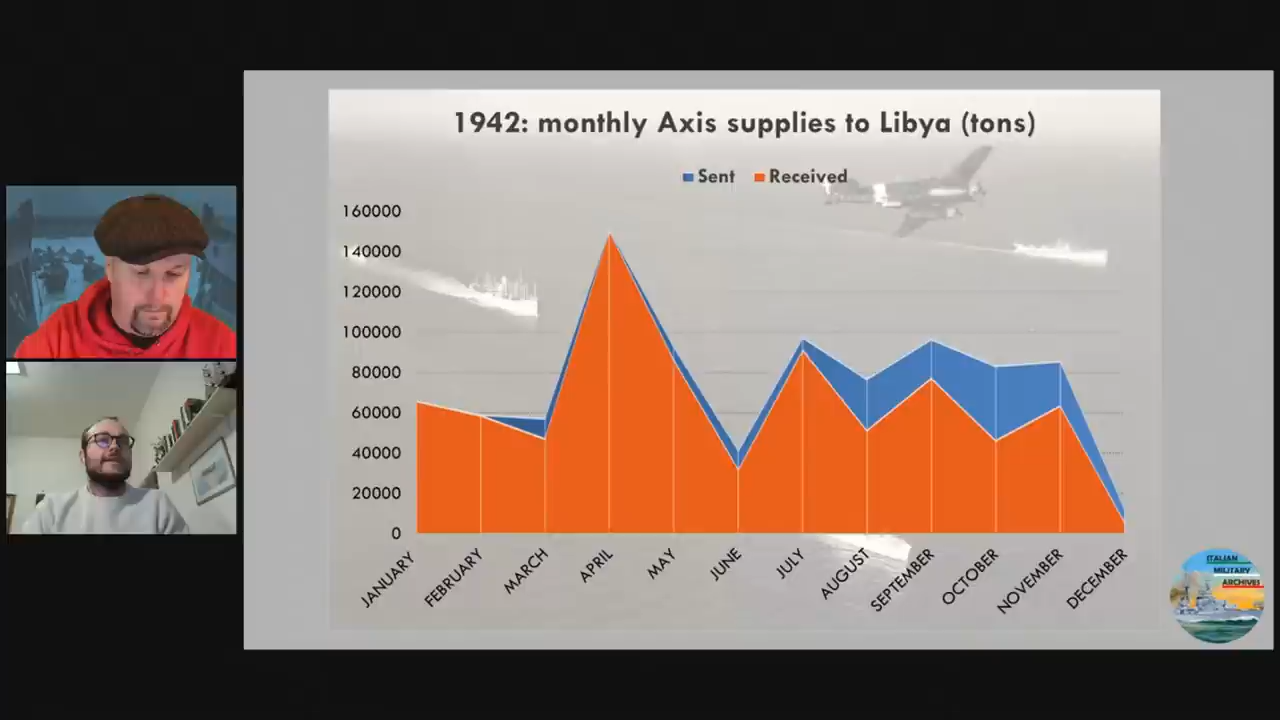 1942: monthly Axis supplies to Libya (tons)
Sent Received
160000
140000
120000
100000
80000
60000
40000
20000
0
JANUARY FEBRUARY MARCH APRIL MAY JUNE JULY AUGUST SEPTEMBER OCTOBER NOVEMBER DECEMBER
ITALIAN
MILITARY
ARCHIVES